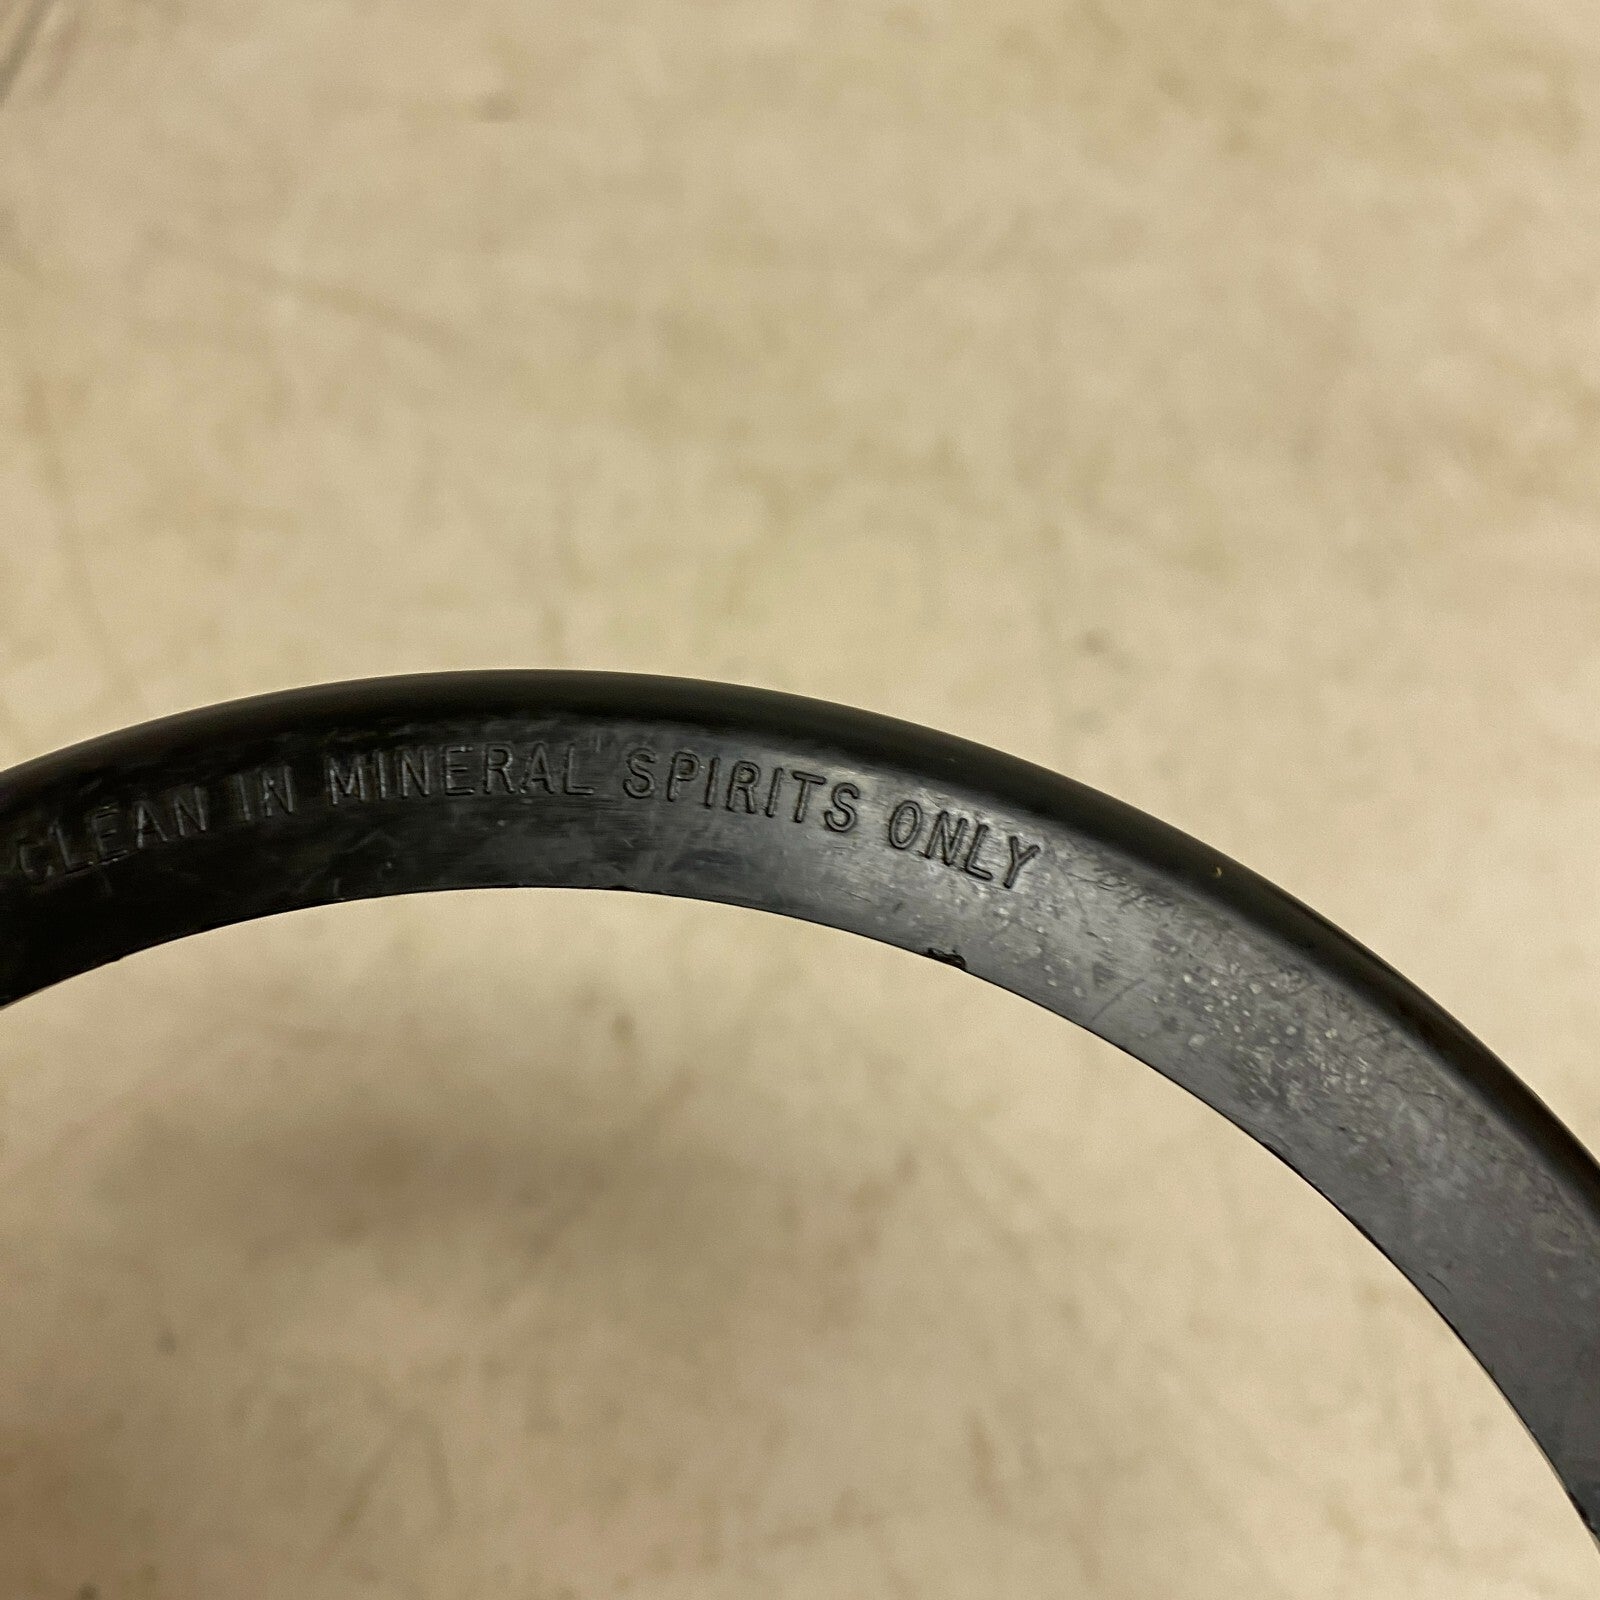 CLEAN IN MINERAL SPIRITS ONLY